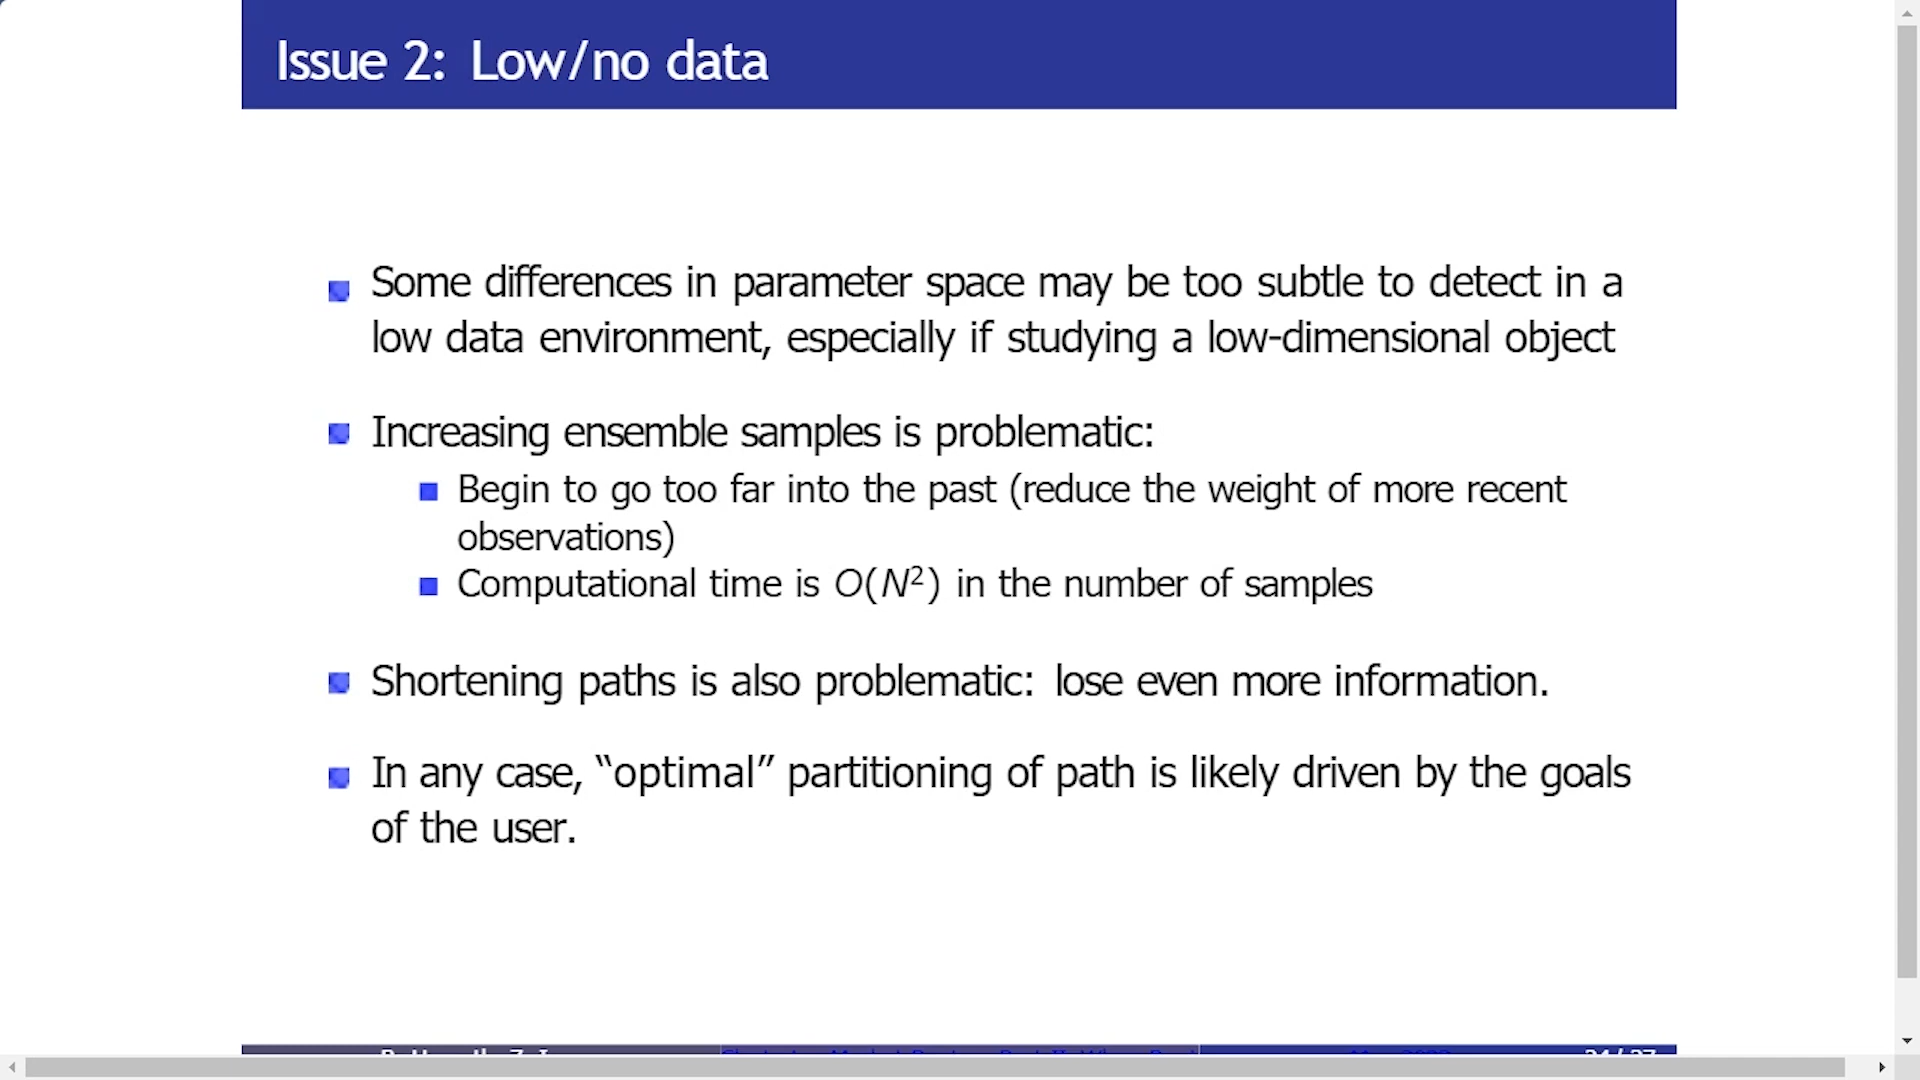 Issue 2: Low/no data
Some differences in parameter space may be too subtle to detect in a
low data environment, especially if studying a low-dimensional object
Increasing ensemble samples is problematic:
Begin to go too far into the past (reduce the weight of more recent
observations)
Computational time is O(N²) in the number of samples
Shortening paths is also problematic: lose even more information.
In any case, “optimal” partitioning of path is likely driven by the goals
of the user.